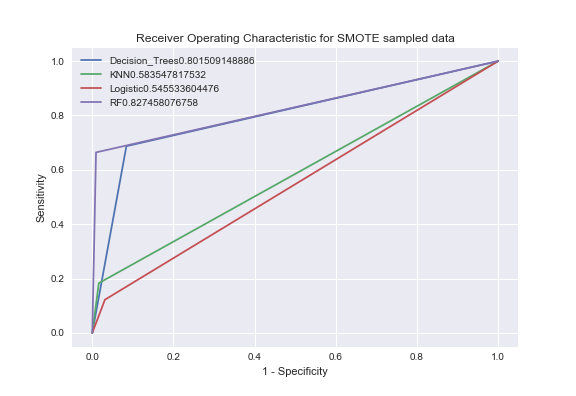 Receiver Operating Characteristic for SMOTE sampled data
Decision_Trees0.801509148886
KNN0.583547817532
Logistic0.545533604476
RF0.827458076758
1.0
0.8
0.6
0.4
0.2
0.0
Sensitivity
0.0 0.2 0.4 0.6 0.8 1.0
1 - Specificity